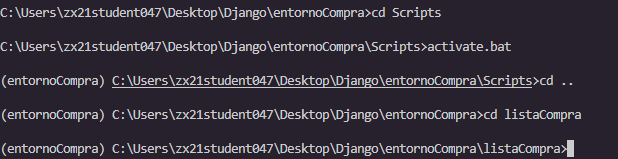 C:\Users\zx21student047\Desktop\Django\entornoCompra>cd Scripts
C:\Users\zx21student047\Desktop\Django\entornoCompra\Scripts>activate.bat
(entornoCompra) C:\Users\zx21student047\Desktop\Django\entornoCompra\Scripts>cd ..
(entornoCompra) C:\Users\zx21student047\Desktop\Django\entornoCompra>cd listaCompra
(entornoCompra) C:\Users\zx21student047\Desktop\Django\entornoCompra\listaCompra>